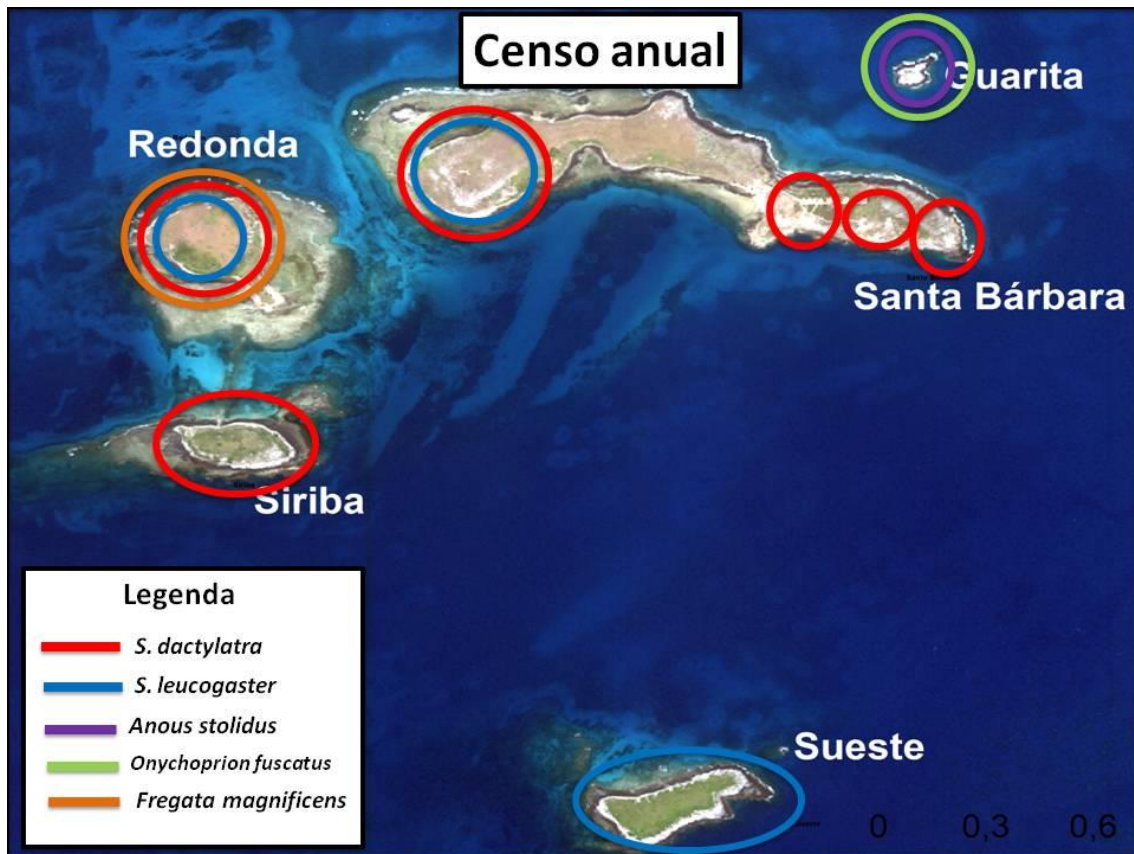 Censo anual
Guarita
Redonda
Santa Bárbara
Siriba
Legenda
S. dactylatra
S. leucogaster
Anous stolidus
Onychoprion fuscatus
Fregata magnificens
Sueste
0 0,3 0,6